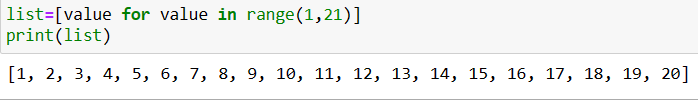 list=[value for value in range(1,21)]
print(list)
[1, 2, 3, 4, 5, 6, 7, 8, 9, 10, 11, 12, 13, 14, 15, 16, 17, 18, 19, 20]